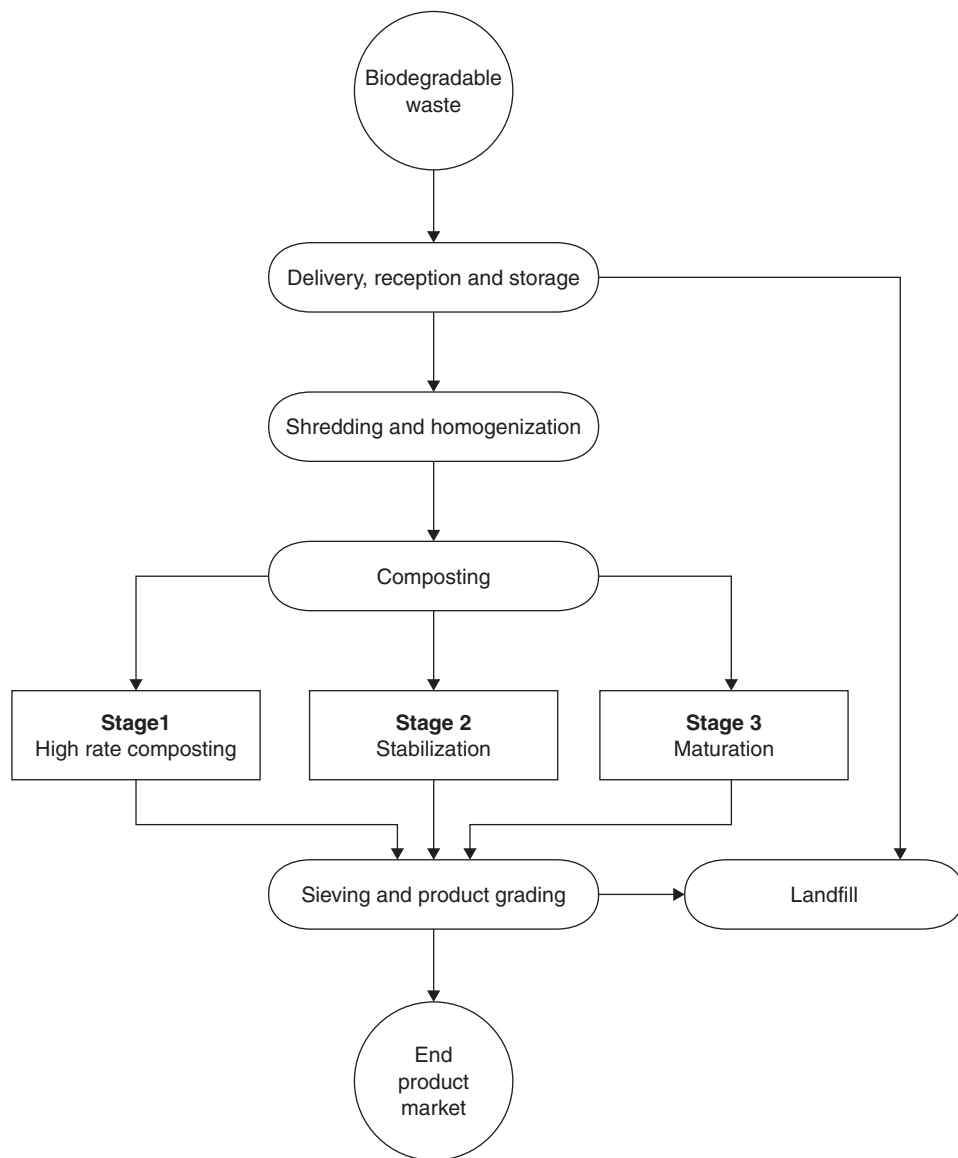 Biodegradable
waste
Delivery, reception and storage
Shredding and homogenization
Composting
Stage1
High rate composting
Stage 2
Stabilization
Stage 3
Maturation
Sieving and product grading
Landfill
End
product
market